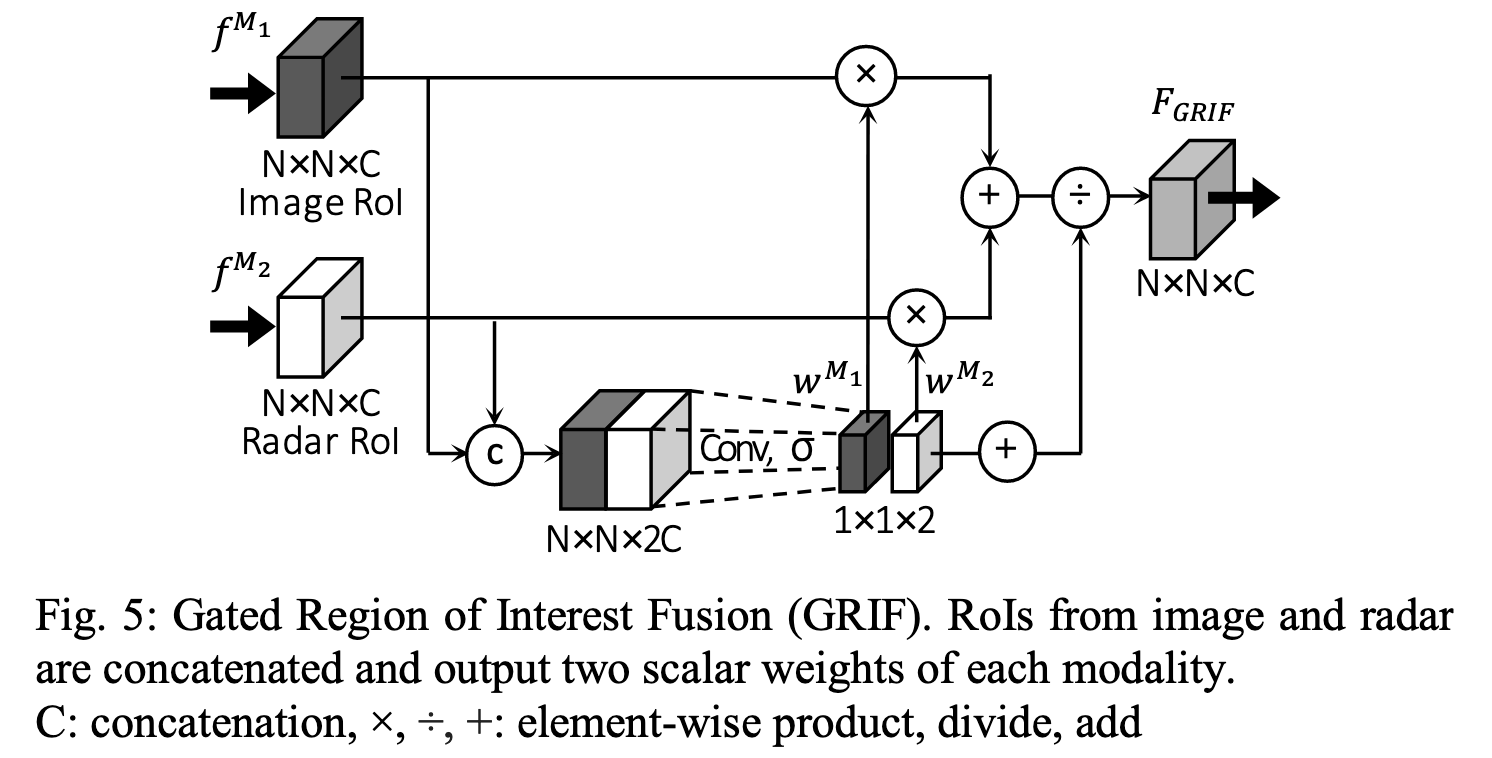 f^{M_1}
N×N×C
Image RoI
f^{M_2}
N×N×C
Radar RoI
×
+
÷
F_{GRIF}
N×N×C
×
w^{M_1}
w^{M_2}
c
Conv, σ
+
N×N×2C
1×1×2
Fig. 5: Gated Region of Interest Fusion (GRIF). RoIs from image and radar
are concatenated and output two scalar weights of each modality.
C: concatenation, ×, ÷, +: element-wise product, divide, add